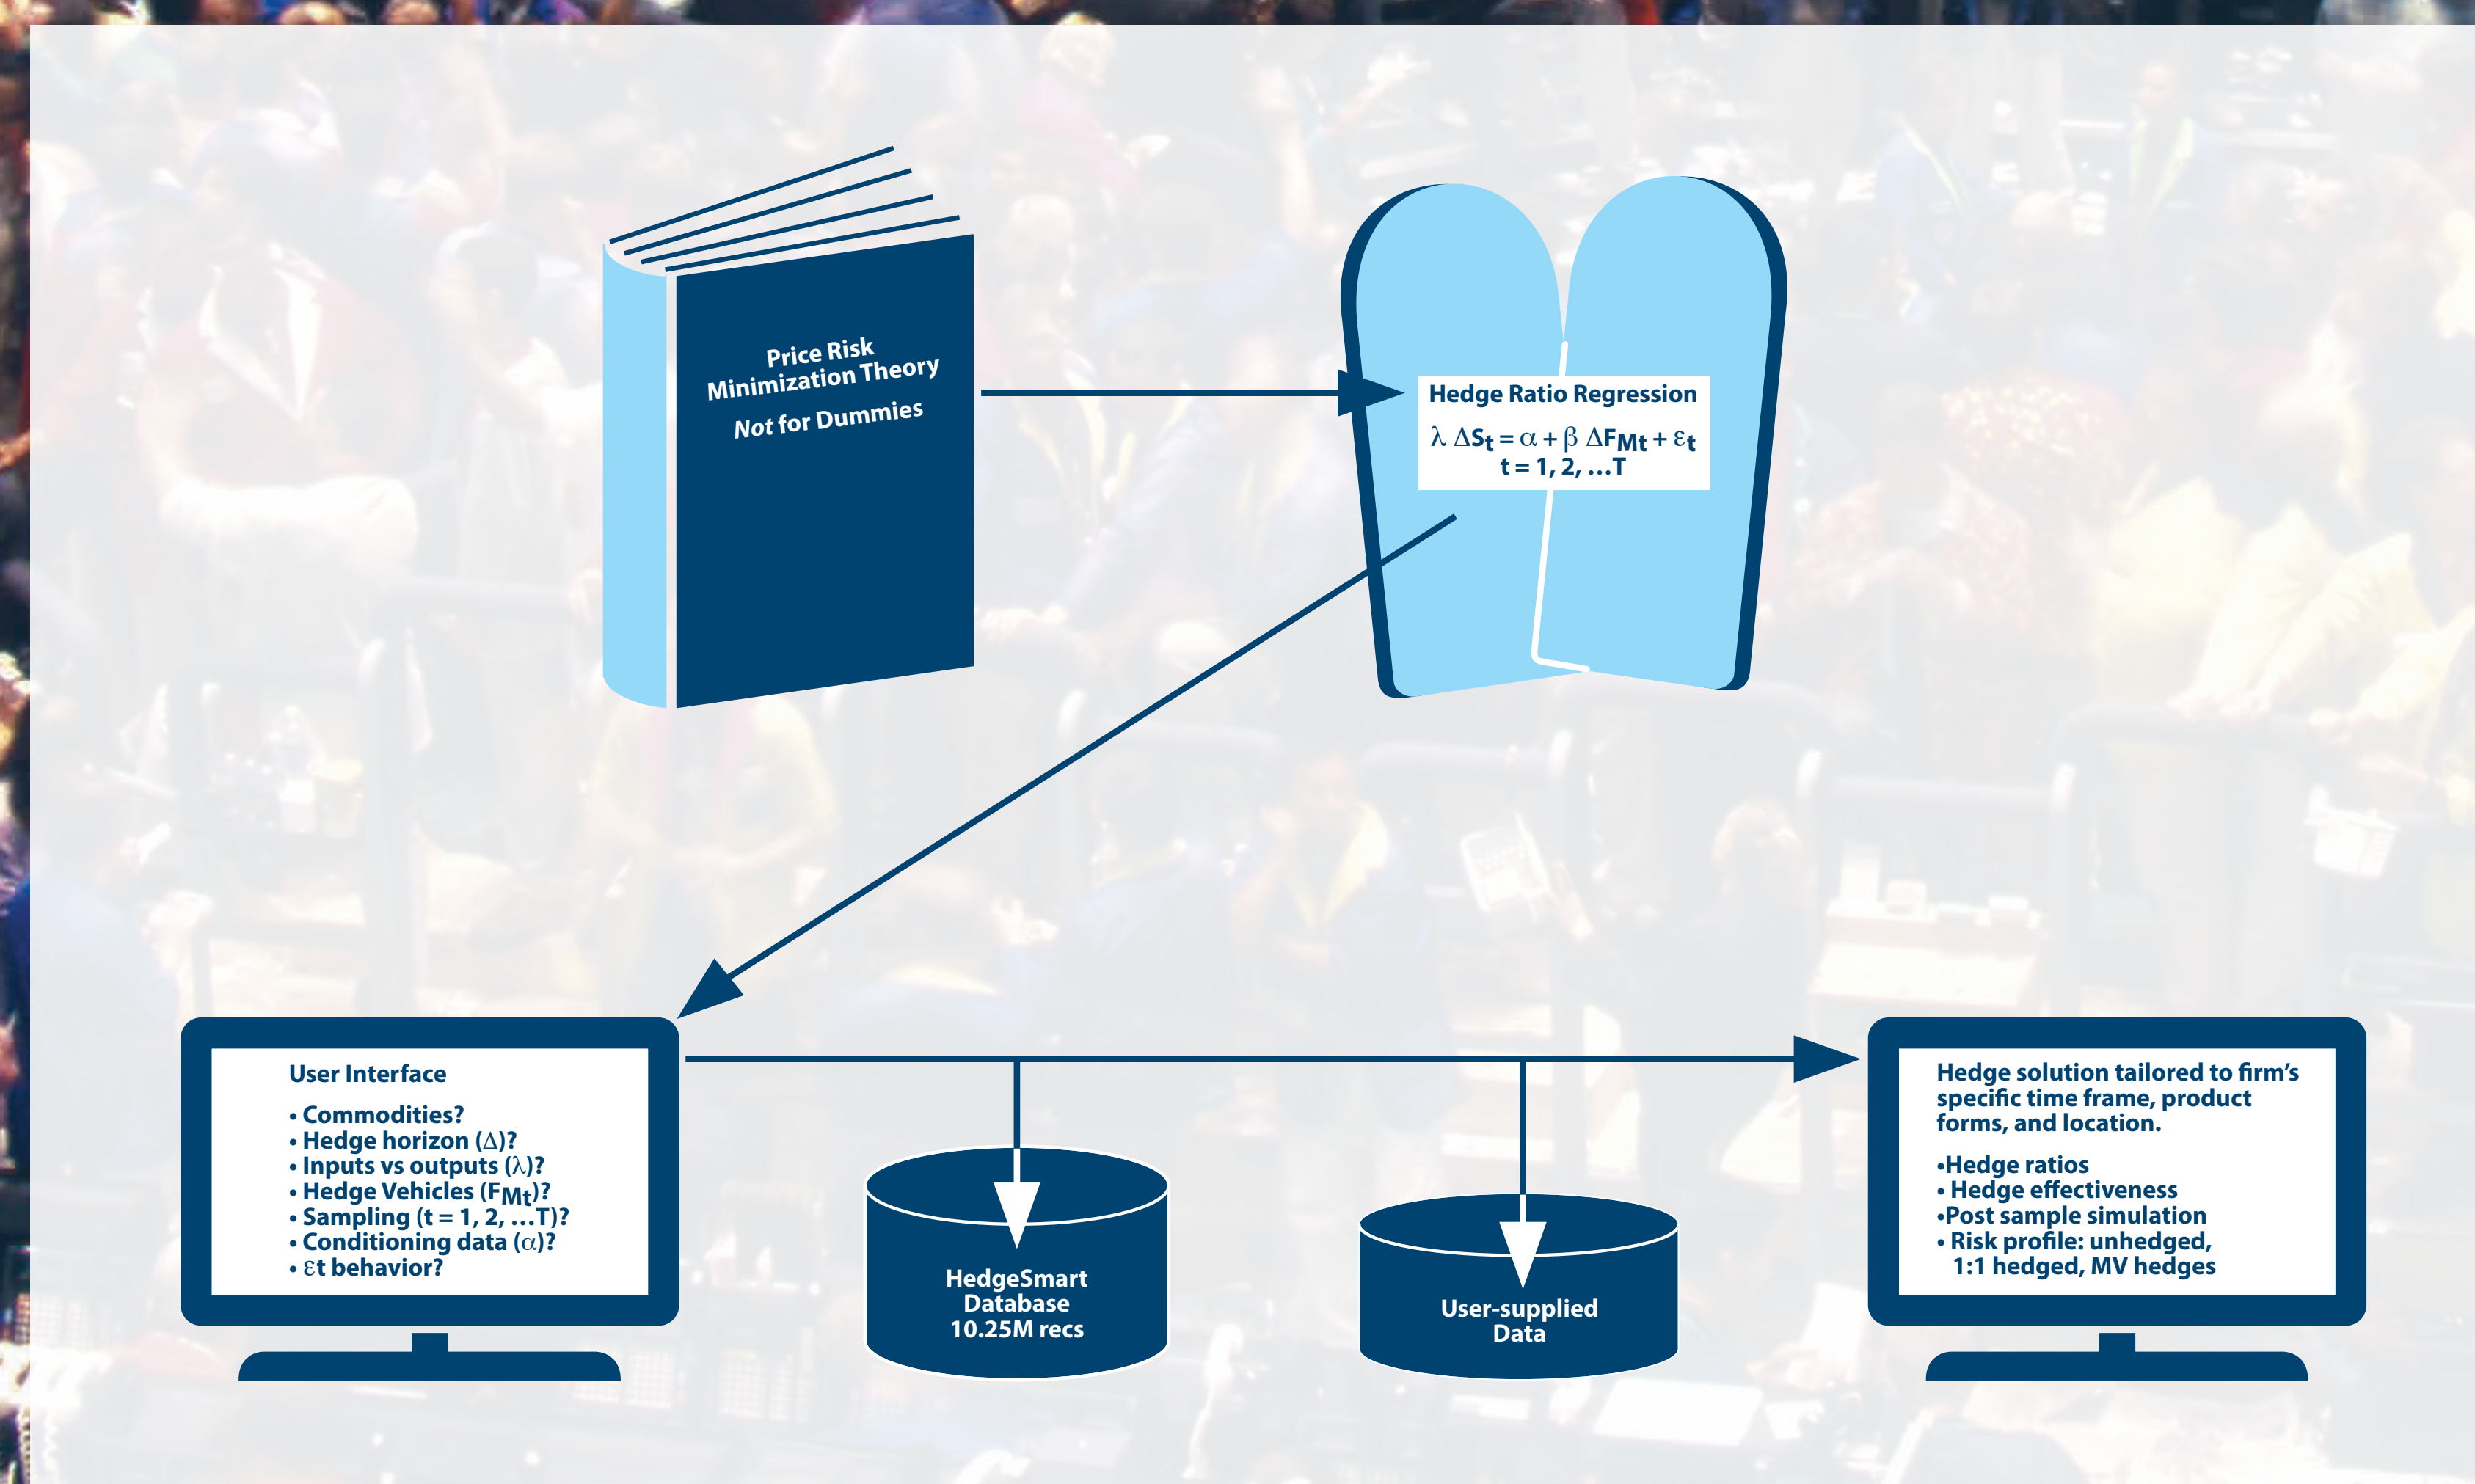 Price Risk
Minimization Theory
Not for Dummies
Hedge Ratio Regression
λ ΔSt = α + β ΔFMt + εt
t = 1, 2, …T
User Interface
• Commodities?
• Hedge horizon (Δ)?
• Inputs vs outputs (λ)?
• Hedge Vehicles (FMt)?
• Sampling (t = 1, 2, …T)?
• Conditioning data (α)?
• εt behavior?
HedgeSmart
Database
10.25M recs
User-supplied
Data
Hedge solution tailored to firm’s
specific time frame, product
forms, and location.
•Hedge ratios
• Hedge effectiveness
•Post sample simulation
• Risk profile: unhedged,
1:1 hedged, MV hedges